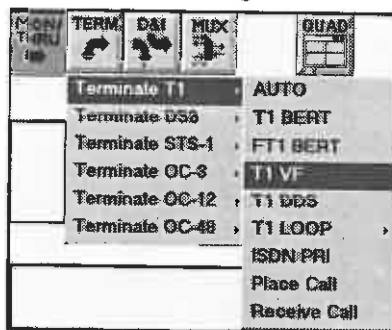 MON/
THRU
TERM
D&I
MUX
QUAD
Terminate T1
Terminate DS3
Terminate STS-1
Terminate OC-3
Terminate OC-12
Terminate OC-48
AUTO
T1 BERT
FT1 BERT
T1 VF
T1 DDS
T1 LOOP
ISDN PRI
Place Call
Receive Call